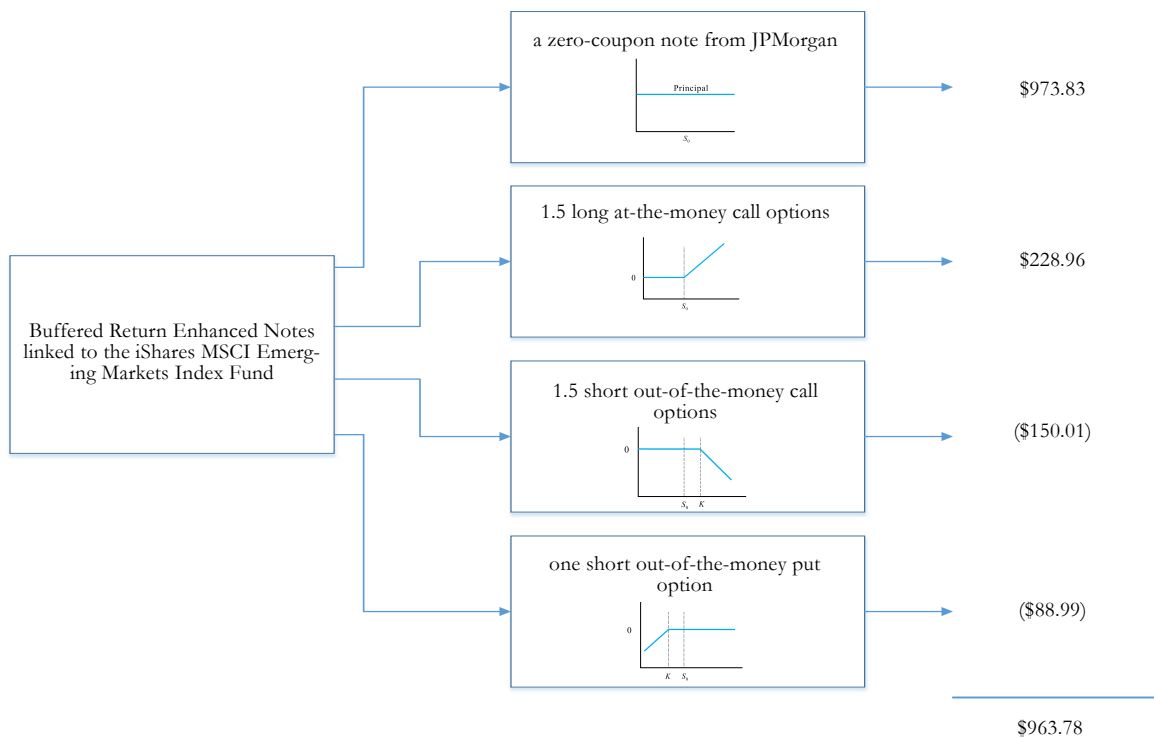 a zero-coupon note from JPMorgan
Principal
S0
$973.83
1.5 long at-the-money call options
0
S0
$228.96
Buffered Return Enhanced Notes
linked to the iShares MSCI Emerg-
ing Markets Index Fund
1.5 short out-of-the-money call
options
0
S0 K
($150.01)
one short out-of-the-money put
option
0
K S0
($88.99)
$963.78